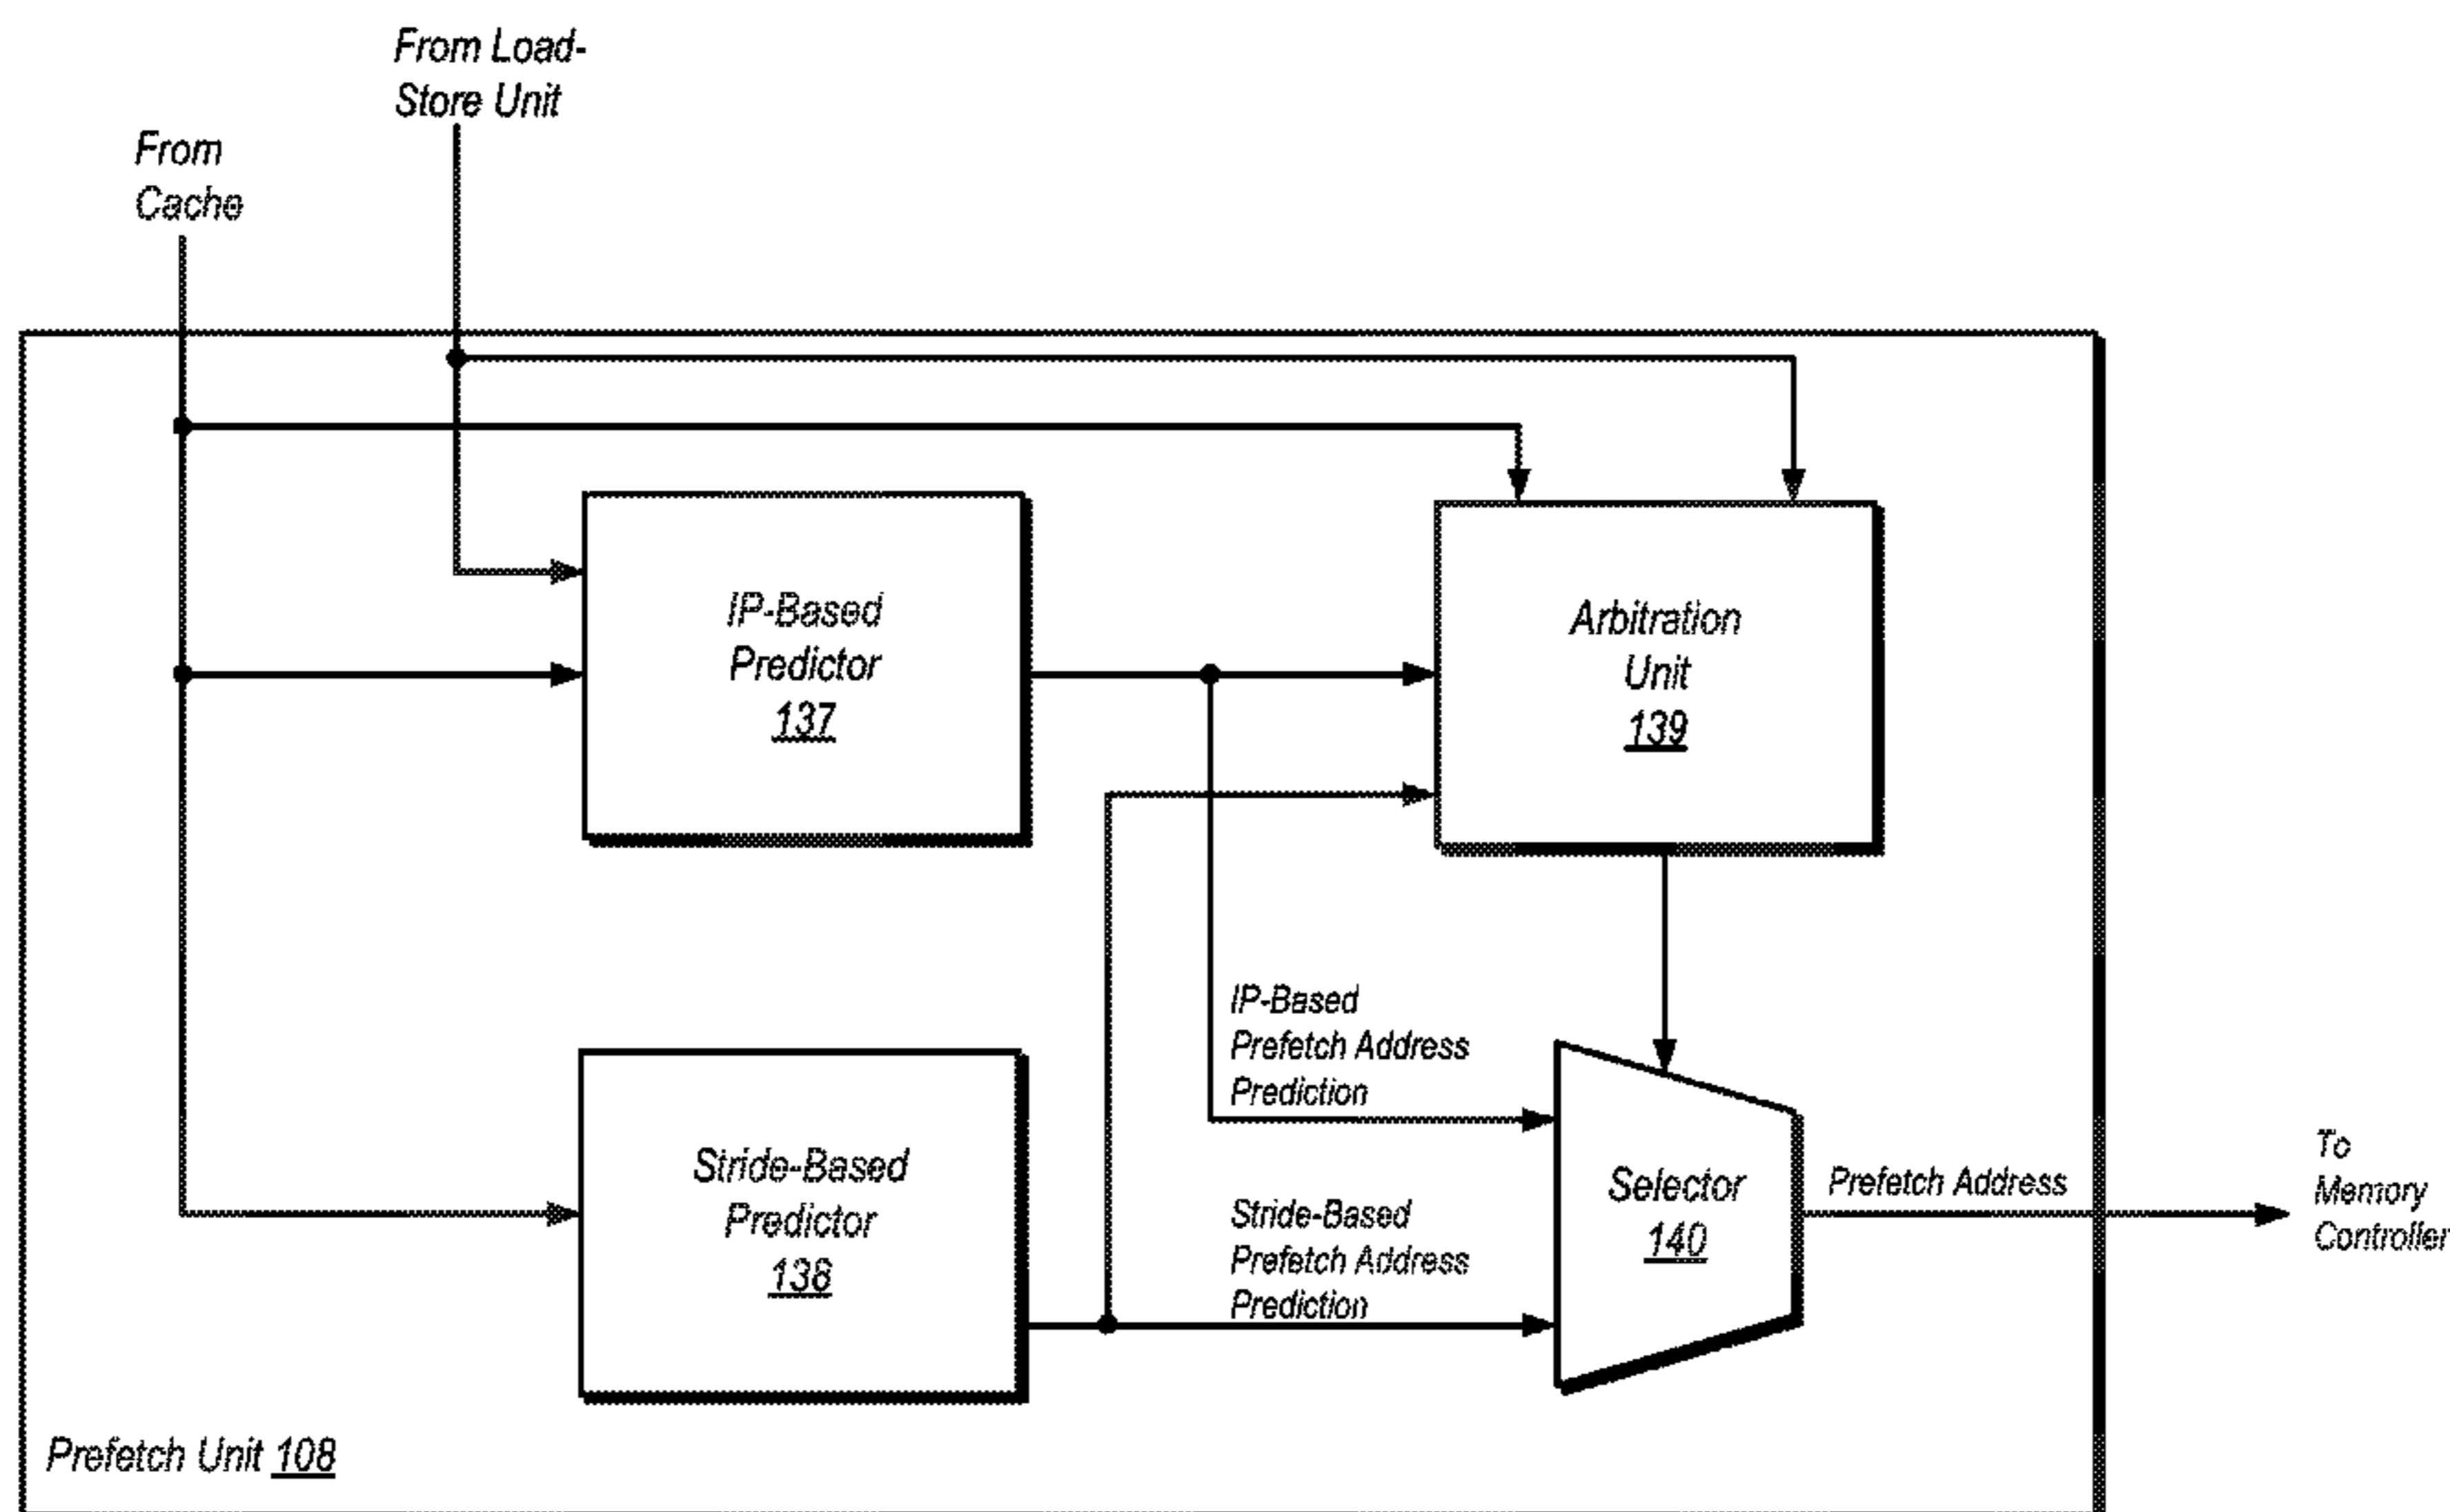 From Load-
Store Unit
From
Cache
IP-Based
Predictor
137
Arbitration
Unit
139
IP-Based
Prefetch Address
Prediction
Stride-Based
Predictor
138
Stride-Based
Prefetch Address
Prediction
Selector
140
Prefetch Address
To
Memory
Controller
Prefetch Unit 108